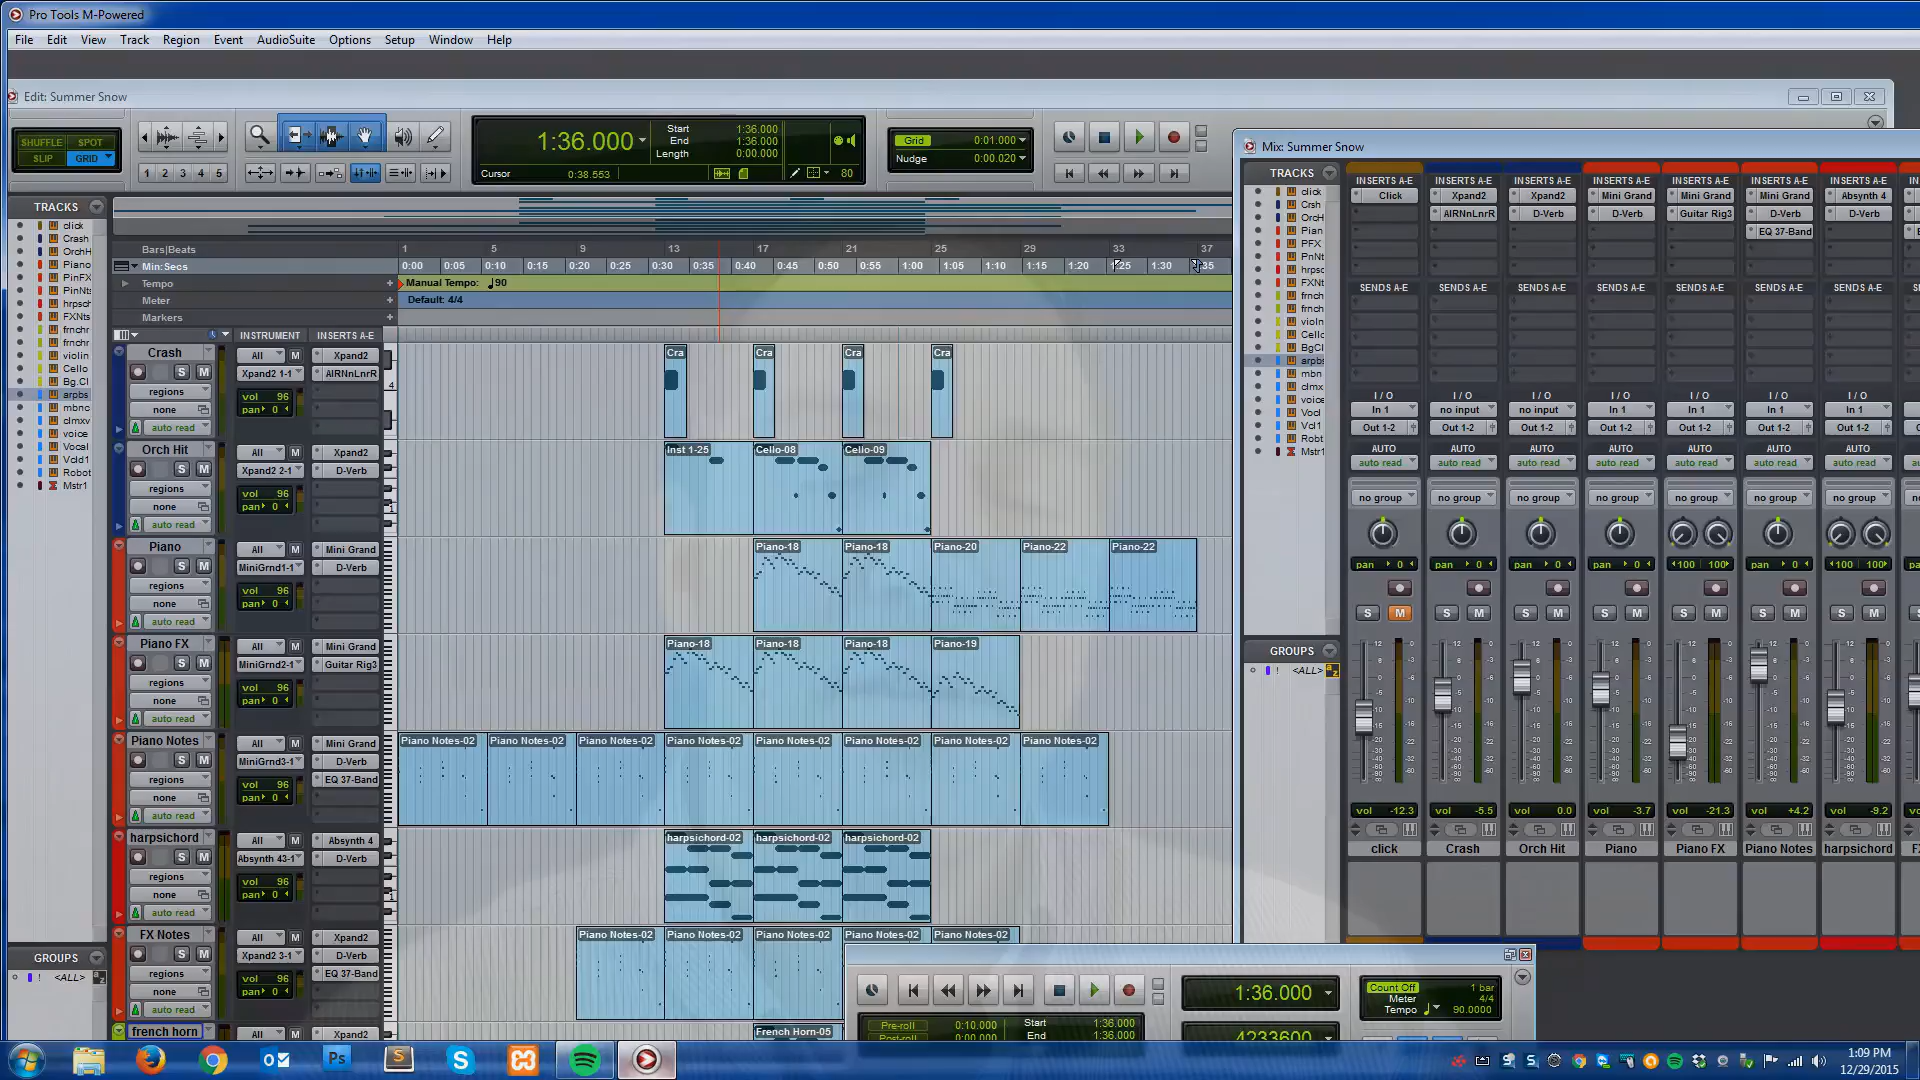 Pro Tools M-Powered
File Edit View Track Region Event AudioSuite Options Setup Window Help
Edit: Summer Snow
SHUFFLE SPOT
SLIP GRID
1 2 3 4 5
1:36.000
Start 1:36.000
End 1:36.000
Length 0:00.000
Cursor 0:38.553
80
Grid 0:01.000
Nudge 0:00.020
TRACKS
click
Crash
OrchH
Piano
PinFX
PinNts
hrpsch
FXNts
frnchr
frnchr
violin
Cello
Bg.Cl
arpbs
mbnc
clmxv
voice
Vocal
Vcld1
Robot
Mstr1
GROUPS
! <ALL>
Bars|Beats 1 5 9 13 17 21 25 29 33 37
Min:Secs 0:00 0:05 0:10 0:15 0:20 0:25 0:30 0:35 0:40 0:45 0:50 0:55 1:00 1:05 1:10 1:15 1:20 1:25 1:30 1:35
Tempo Manual Tempo: 90
Meter Default: 4/4
Markers
INSTRUMENT INSERTS A-E
Crash All M Xpand2
S M Xpand2 1-1 AIRNnLnrR
regions vol 96
none pan 0
auto read
4
Cra Cra Cra Cra
Orch Hit All M Xpand2
S M Xpand2 2-1 D-Verb
regions vol 96
none pan 0
auto read
Inst 1-25 Cello-08 Cello-09
Piano All M Mini Grand
S M MiniGrnd1-1 D-Verb
regions vol 96
none pan 0
auto read
Piano-18 Piano-18 Piano-20 Piano-22 Piano-22
Piano FX All M Mini Grand
S M MiniGrnd2-1 Guitar Rig3
regions vol 96
none pan 0
auto read
Piano-18 Piano-18 Piano-18 Piano-19
Piano Notes All M Mini Grand
S M MiniGrnd3-1 D-Verb
regions EQ 37-Band
vol 96
none pan 0
auto read
Piano Notes-02 Piano Notes-02 Piano Notes-02 Piano Notes-02 Piano Notes-02 Piano Notes-02 Piano Notes-02 Piano Notes-02
harpsichord All M Absynth 4
S M Absynth 43-1 D-Verb
regions vol 96
none pan 0
auto read
harpsichord-02 harpsichord-02 harpsichord-02
FX Notes All M Xpand2
S M Xpand2 3-1 D-Verb
regions EQ 37-Band
vol 96
none pan 0
auto read
Piano Notes-02 Piano Notes-02 Piano Notes-02 Piano Notes-02 Piano Notes-02
french horn All M Xpand2
French Horn-05
Mix: Summer Snow
TRACKS
click
Crsh
OrcH
Pian
PFX
PnNt
hrpsc
FXNt
frnch
frnch
violn
Cello
BgCl
arpbs
mbn
clmx
voice
Vocl
Vcl1
Robt
Mstr1
GROUPS
! <ALL>
INSERTS A-E INSERTS A-E INSERTS A-E INSERTS A-E INSERTS A-E INSERTS A-E INSERTS A-E
Click Xpand2 Xpand2 Mini Grand Mini Grand Mini Grand Absynth 4
AIRNnLnrR D-Verb D-Verb Guitar Rig3 D-Verb D-Verb
EQ 37-Band
SENDS A-E SENDS A-E SENDS A-E SENDS A-E SENDS A-E SENDS A-E SENDS A-E
I / O I / O I / O I / O I / O I / O I / O
In 1 no input no input In 1 In 1 In 1 In 1
Out 1-2 Out 1-2 Out 1-2 Out 1-2 Out 1-2 Out 1-2 Out 1-2
AUTO AUTO AUTO AUTO AUTO AUTO AUTO
auto read auto read auto read auto read auto read auto read auto read
no group no group no group no group no group no group no group
pan 0 pan 0 pan 0 pan 0 100 100 pan 0 100 100
S M S M S M S M S M S M S M
vol -12.3 vol -5.5 vol 0.0 vol -3.7 vol -21.3 vol +4.2 vol -9.2
click Crash Orch Hit Piano Piano FX Piano Notes harpsichord
1:36.000
Count Off 1 bar
Meter 4/4
Tempo 90.0000
Pre-roll 0:10.000 Start 1:36.000
Post-roll 0:00.000 End 1:36.000
4233600
Ps
1:09 PM
12/29/2015